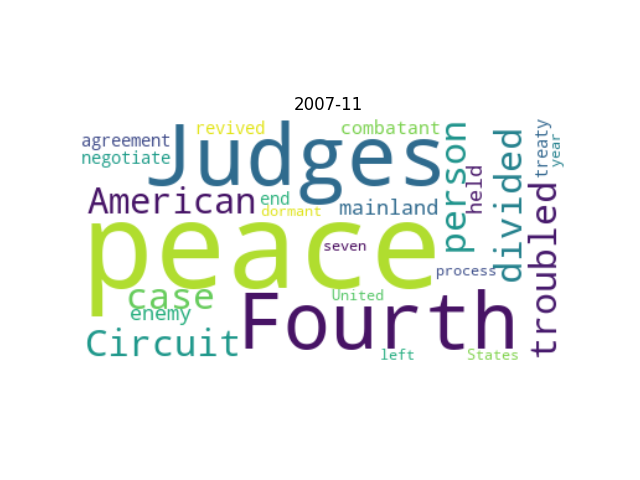 2007-11
revived
combatant
agreement
negotiate
Judges
person
held
divided
treaty
year
American
end
dormant
mainland
troubled
peace
seven
process
case
enemy
United
Fourth
Circuit
left
States